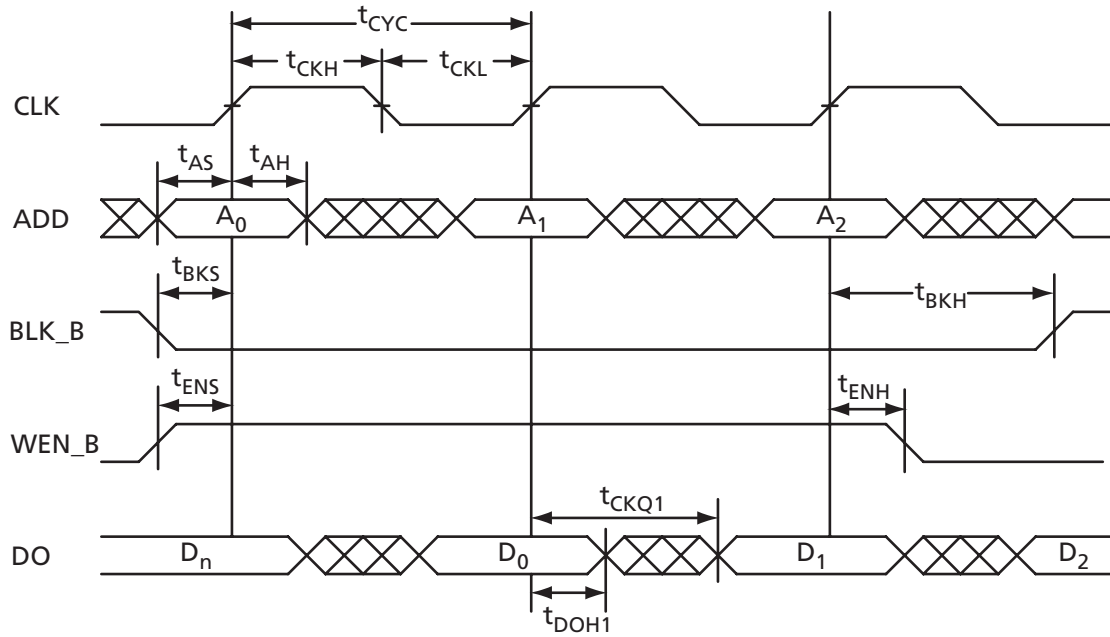 tCYC
tCKH tCKL
CLK
tAS tAH
ADD A0 A1 A2
tBKS tBKH
BLK_B
tENS tENH
WEN_B
tCKQ1
DO Dn D0 D1 D2
tDOH1